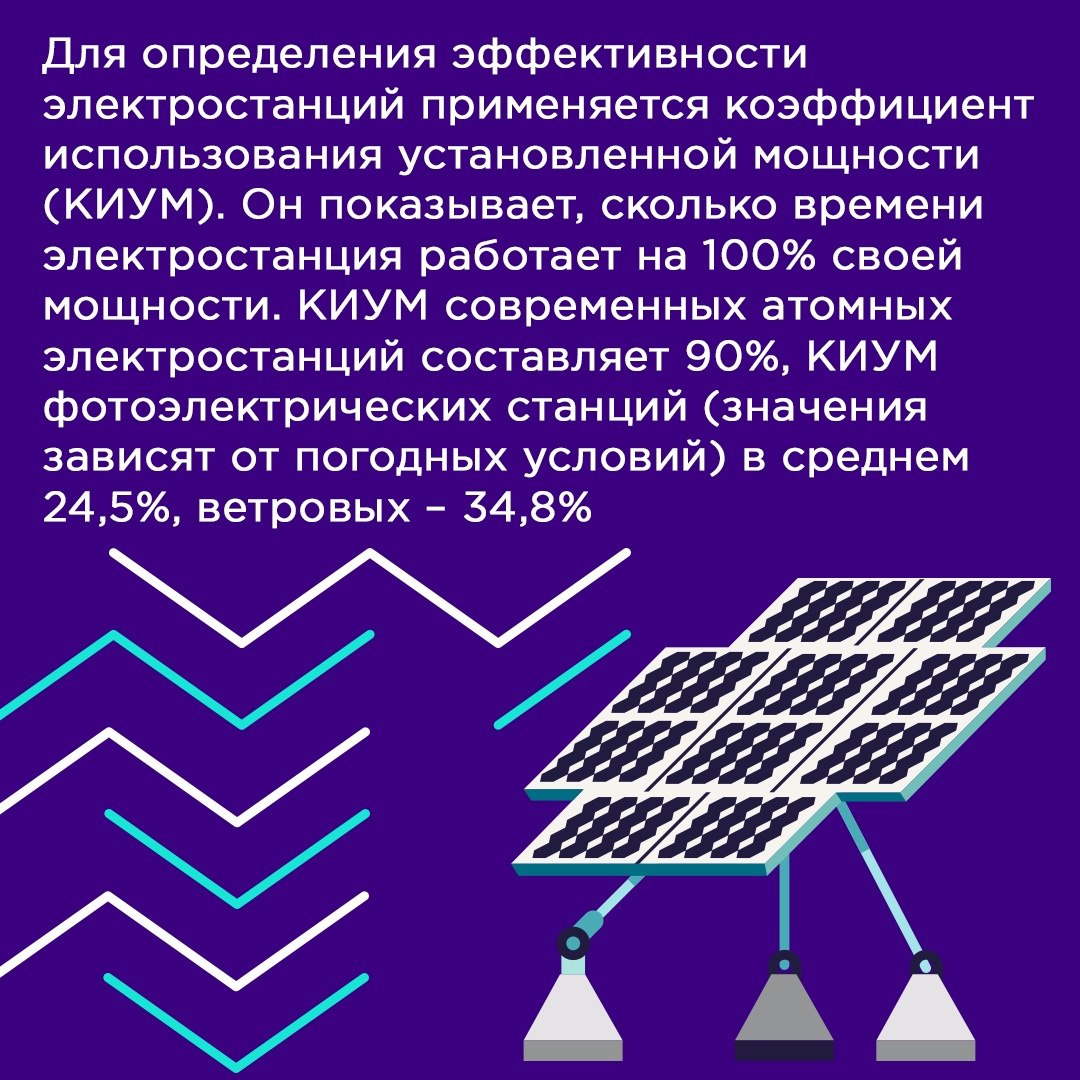 Для определения эффективности
электростанций применяется коэффициент
использования установленной мощности
(КИУМ). Он показывает, сколько времени
электростанция работает на 100% своей
мощности. КИУМ современных атомных
электростанций составляет 90%, КИУМ
фотоэлектрических станций (значения
зависят от погодных условий) в среднем
24,5%, ветровых – 34,8%